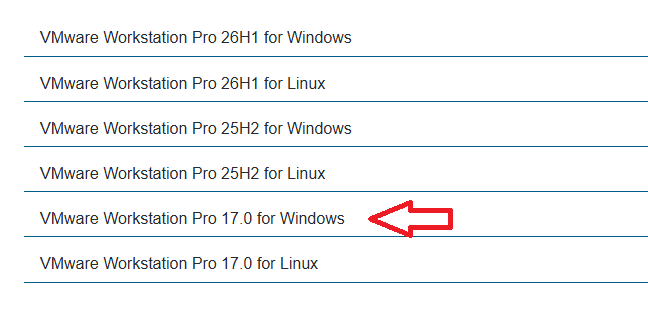 VMware Workstation Pro 26H1 for Windows
VMware Workstation Pro 26H1 for Linux
VMware Workstation Pro 25H2 for Windows
VMware Workstation Pro 25H2 for Linux
VMware Workstation Pro 17.0 for Windows
VMware Workstation Pro 17.0 for Linux